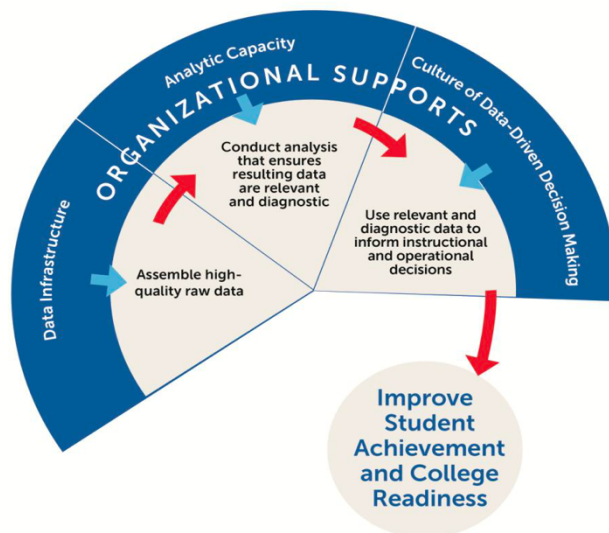 ORGANIZATIONAL SUPPORTS
Data Infrastructure
Analytic Capacity
Culture of Data-Driven Decision Making
Assemble high-
quality raw data
Conduct analysis
that ensures
resulting data
are relevant
and diagnostic
Use relevant and
diagnostic data to
inform instructional
and operational
decisions
Improve
Student
Achievement
and College
Readiness